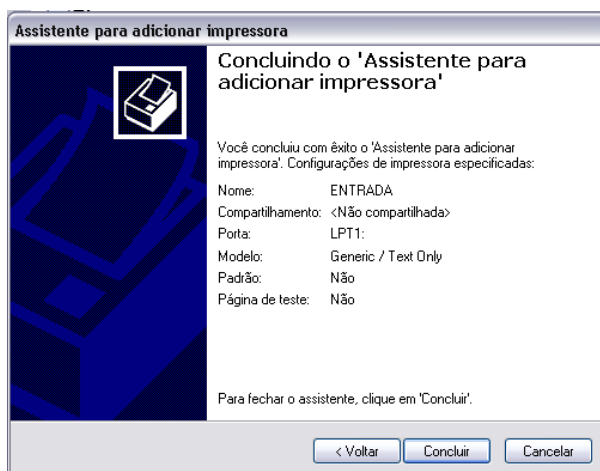 Assistente para adicionar impressora
Concluindo o 'Assistente para
adicionar impressora'
Você concluiu com êxito o 'Assistente para adicionar
impressora'. Configurações de impressora especificadas:
Nome: ENTRADA
Compartilhamento: <Não compartilhada>
Porta: LPT1:
Modelo: Generic / Text Only
Padrão: Não
Página de teste: Não
Para fechar o assistente, clique em 'Concluir'.
< Voltar Concluir Cancelar